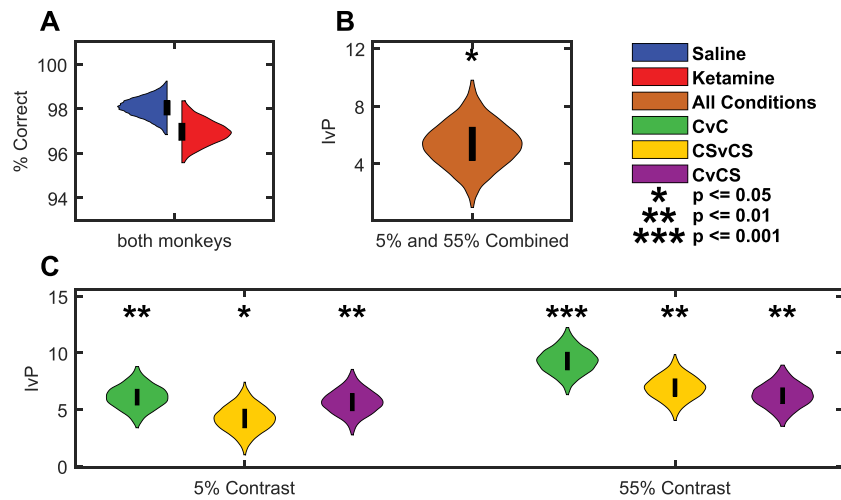 A
100
98
96
94
% Correct
both monkeys
B
12
8
4
IvP
*
5% and 55% Combined
Saline
Ketamine
All Conditions
CvC
CSvCS
CvCS
* p <= 0.05
** p <= 0.01
*** p <= 0.001
C
15
10
5
0
IvP
** * ** *** ** **
5% Contrast 55% Contrast